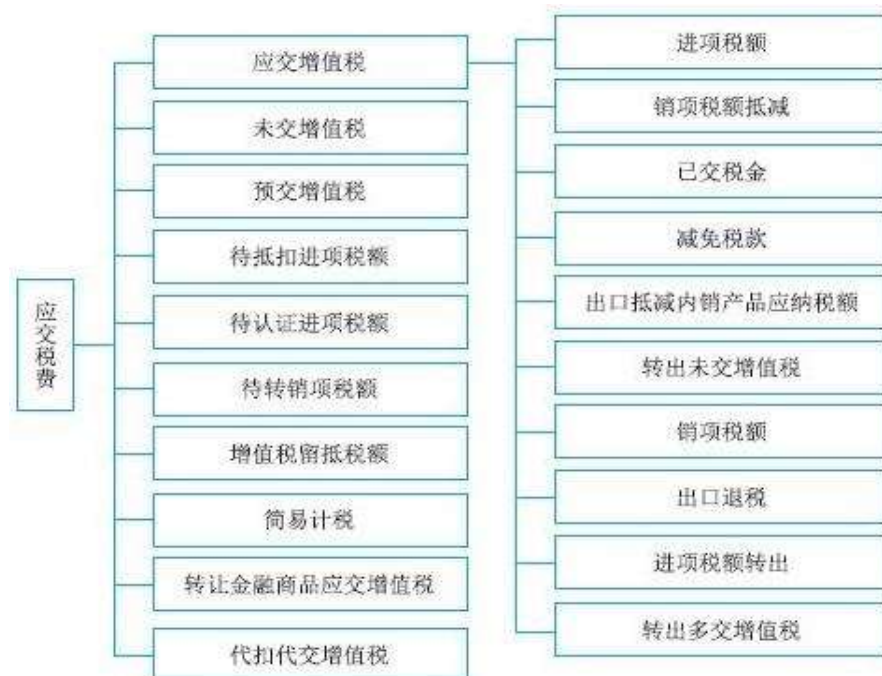 应交税费
应交增值税
未交增值税
预交增值税
待抵扣进项税额
待认证进项税额
待转销项税额
增值税留抵税额
简易计税
转让金融商品应交增值税
代扣代交增值税
进项税额
销项税额抵减
已交税金
减免税款
出口抵减内销产品应纳税额
转出未交增值税
销项税额
出口退税
进项税额转出
转出多交增值税